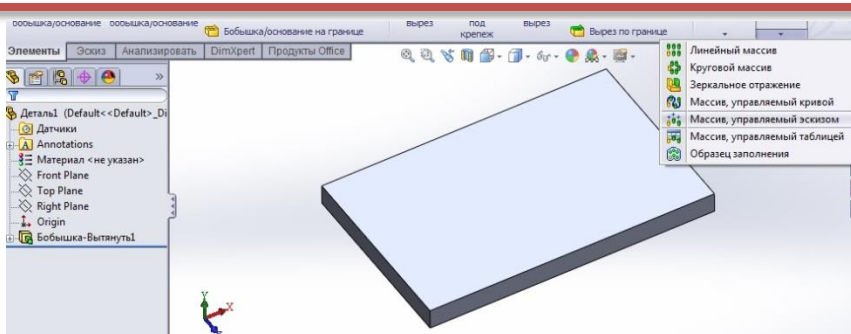 бобышка/основание бобышка/основание
Бобышка/основание на границе
вырез под крепеж вырез
Вырез по границе
Элементы Эскиз Анализировать DimXpert Продукты Office
»
Деталь1 (Default<<Default>_Di
Датчики
Annotations
Материал <не указан>
Front Plane
Top Plane
Right Plane
Origin
Бобышка-Вытянуть1
Линейный массив
Круговой массив
Зеркальное отражение
Массив, управляемый кривой
Массив, управляемый эскизом
Массив, управляемый таблицей
Образец заполнения
Y
X